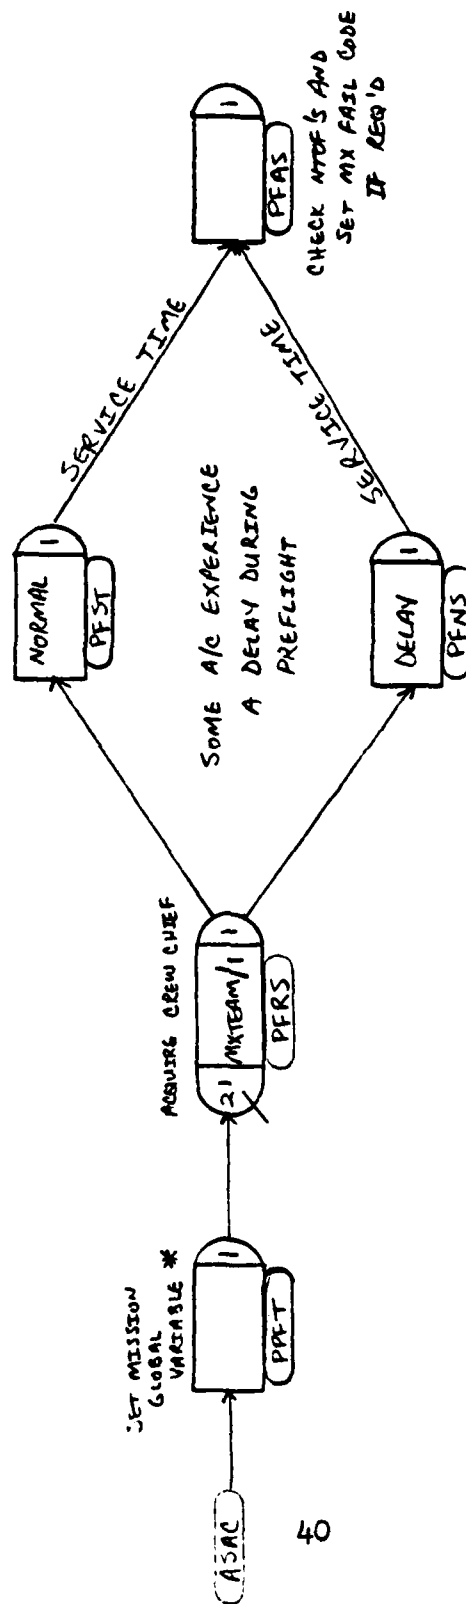 ASAC
SET MISSION
GLOBAL
VARIABLE *
1
PPFT
ACQUIRE CREW CHIEF
21
MXTEAM/1
1
PFRS
NORMAL
1
PFST
SERVICE TIME
SOME A/C EXPERIENCE
A DELAY DURING
PREFLIGHT
DELAY
1
PFNS
SERVICE TIME
1
PFAS
CHECK NTOF'S AND
SET MX FAIL CODE
IF REQ'D
40